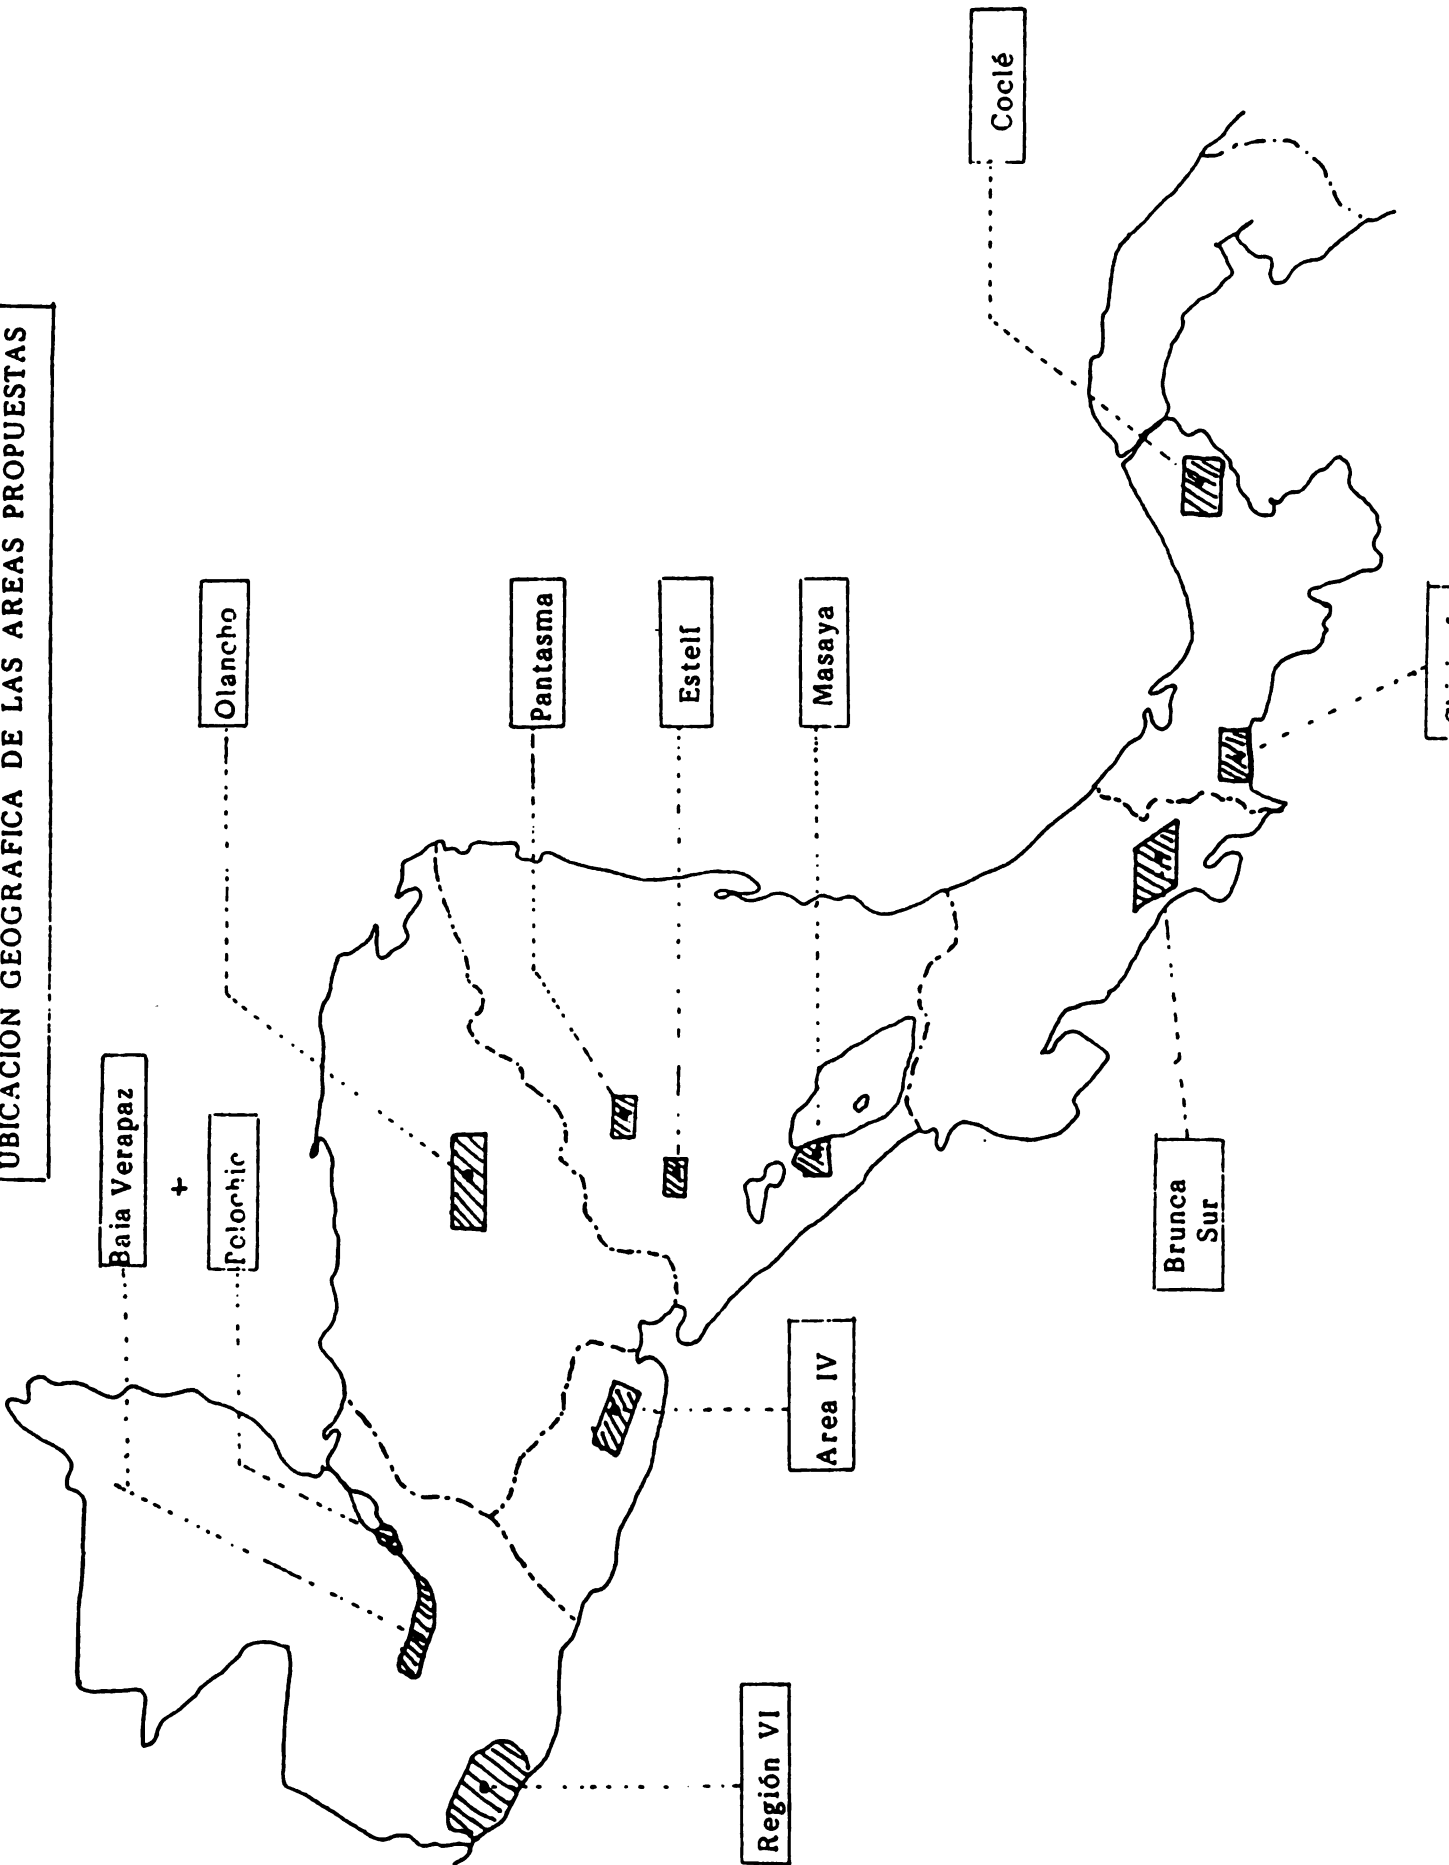 UBICACION GEOGRAFICA DE LAS AREAS PROPUESTAS
Baja Verapaz
+
Polochic
Olancho
Pantasma
Estelí
Masaya
Coclé
Región VI
Area IV
Brunca
Sur